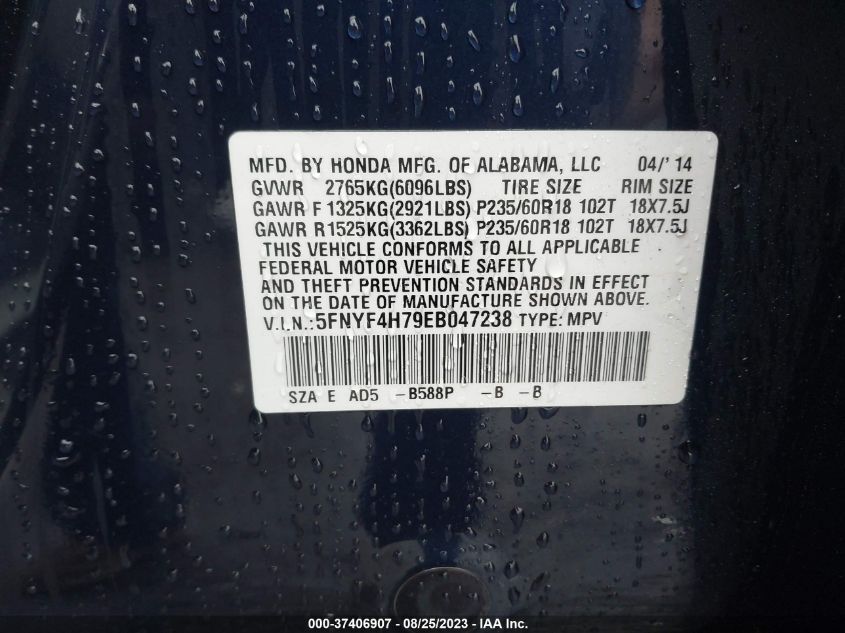 MFD. BY HONDA MFG. OF ALABAMA, LLC 04/'14
GVWR 2765KG(6096LBS) TIRE SIZE RIM SIZE
GAWR F 1325KG(2921LBS) P235/60R18 102T 18X7.5J
GAWR R1525KG(3362LBS) P235/60R18 102T 18X7.5J
THIS VEHICLE CONFORMS TO ALL APPLICABLE
FEDERAL MOTOR VEHICLE SAFETY
AND THEFT PREVENTION STANDARDS IN EFFECT
ON THE DATE OF MANUFACTURE SHOWN ABOVE.
V.I.N.:5FNYF4H79EB047238 TYPE: MPV
SZA E AD5 -B588P -B -B
000-37406907 - 08/25/2023 - IAA Inc.